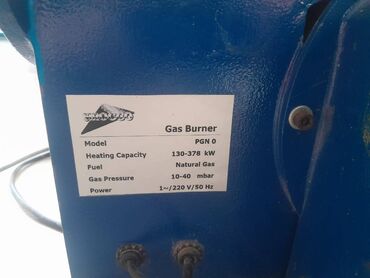 Gas Burner
Model PGN 0
Heating Capacity 130-378 kW
Fuel Natural Gas
Gas Pressure 10-40 mbar
Power 1~/220 V/50 Hz